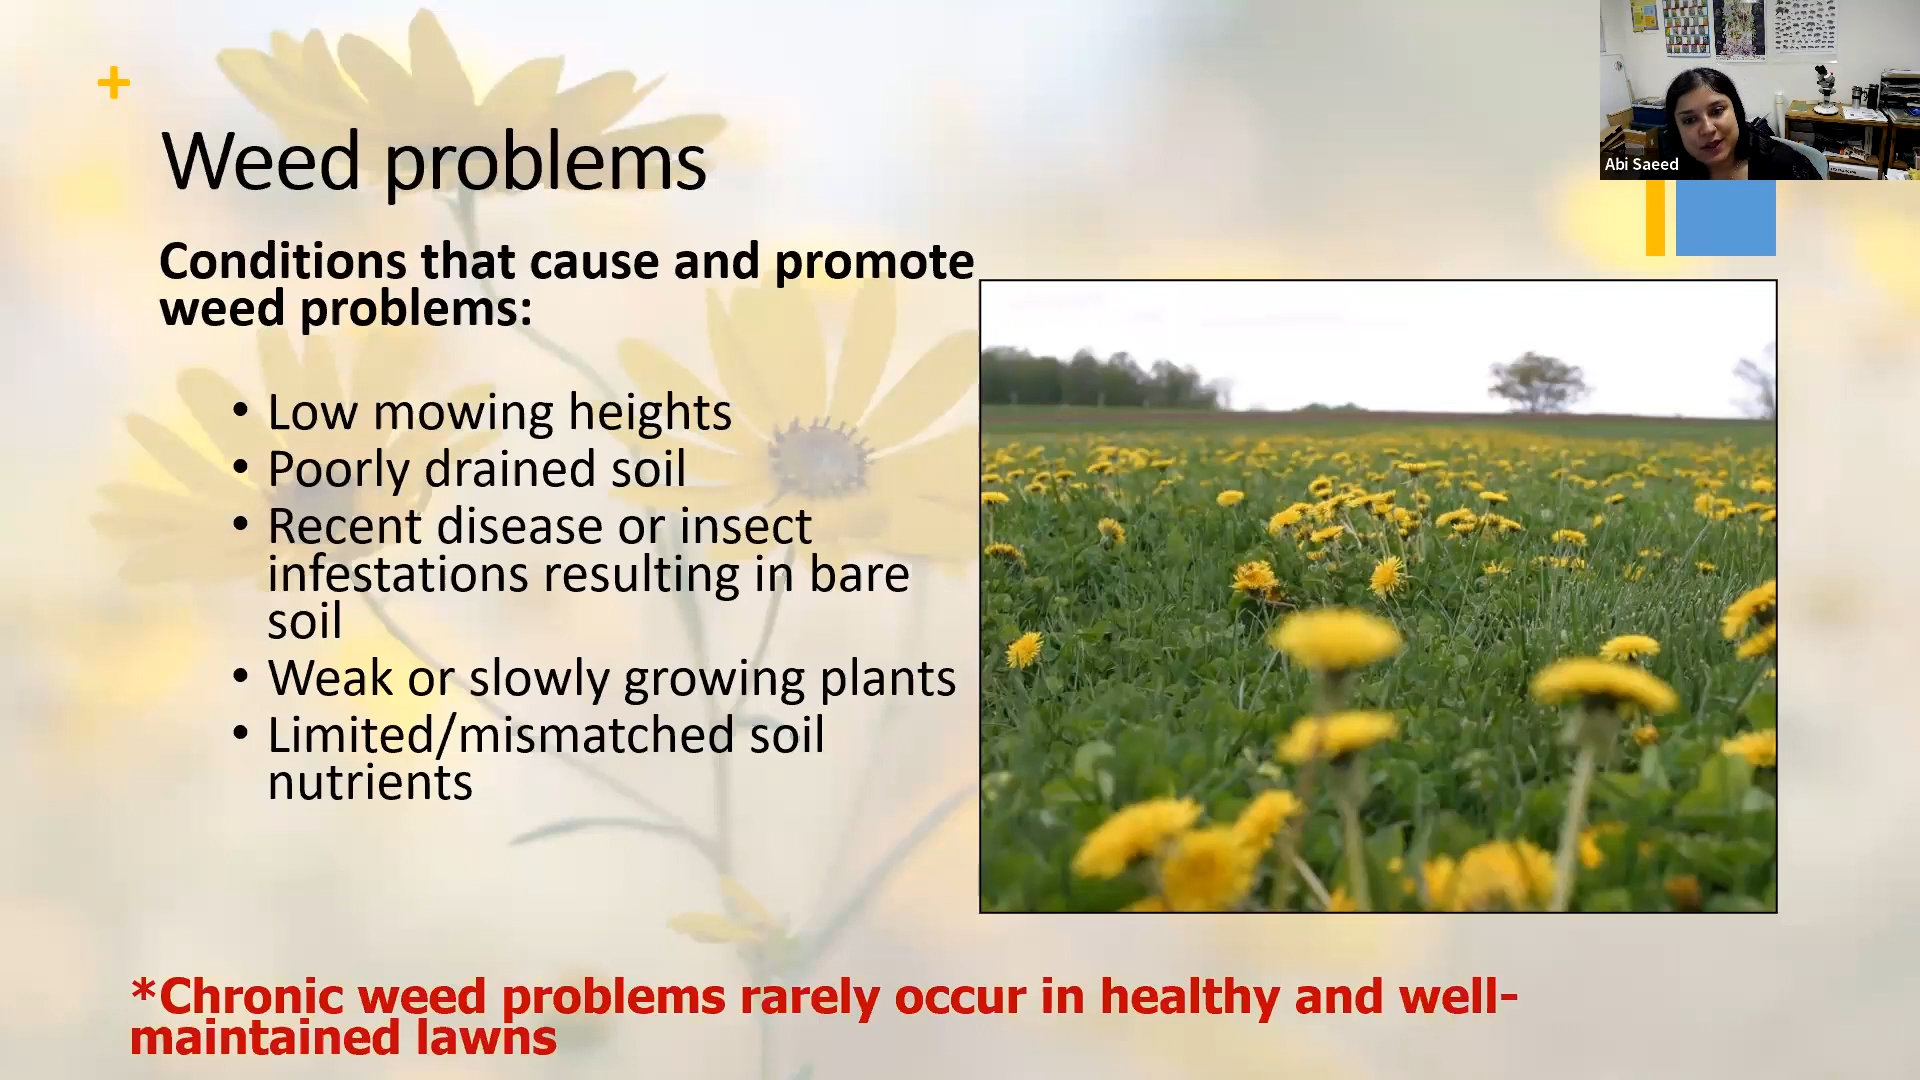 Abi Saeed
+
Weed problems
Conditions that cause and promote
weed problems:
• Low mowing heights
• Poorly drained soil
• Recent disease or insect
infestations resulting in bare
soil
• Weak or slowly growing plants
• Limited/mismatched soil
nutrients
*Chronic weed problems rarely occur in healthy and well-
maintained lawns